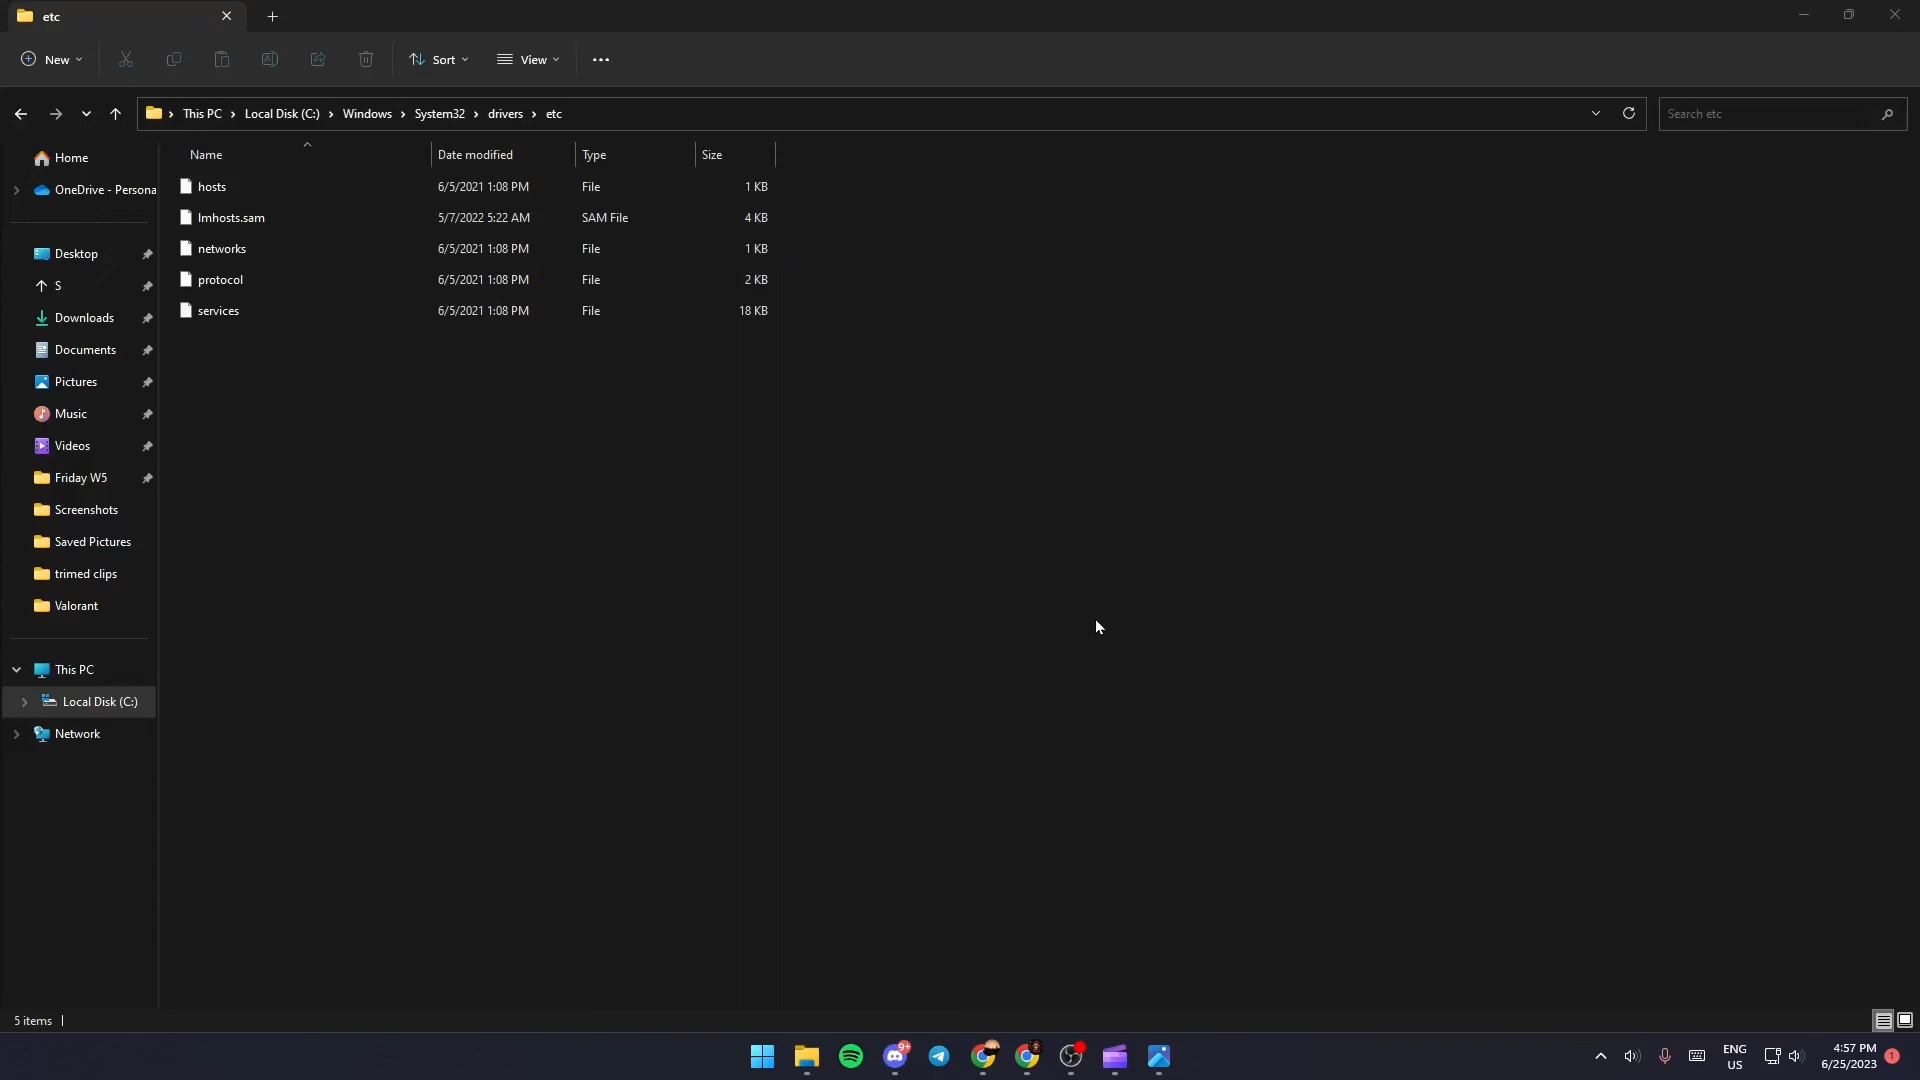 etc
New
Sort
View
This PC > Local Disk (C:) > Windows > System32 > drivers > etc
Search etc
Name Date modified Type Size
hosts 6/5/2021 1:08 PM File 1 KB
lmhosts.sam 5/7/2022 5:22 AM SAM File 4 KB
networks 6/5/2021 1:08 PM File 1 KB
protocol 6/5/2021 1:08 PM File 2 KB
services 6/5/2021 1:08 PM File 18 KB
Home
OneDrive - Persona
Desktop
S
Downloads
Documents
Pictures
Music
Videos
Friday W5
Screenshots
Saved Pictures
trimed clips
Valorant
This PC
Local Disk (C:)
Network
5 items
9+
ENG
US
4:57 PM
6/25/2023
1